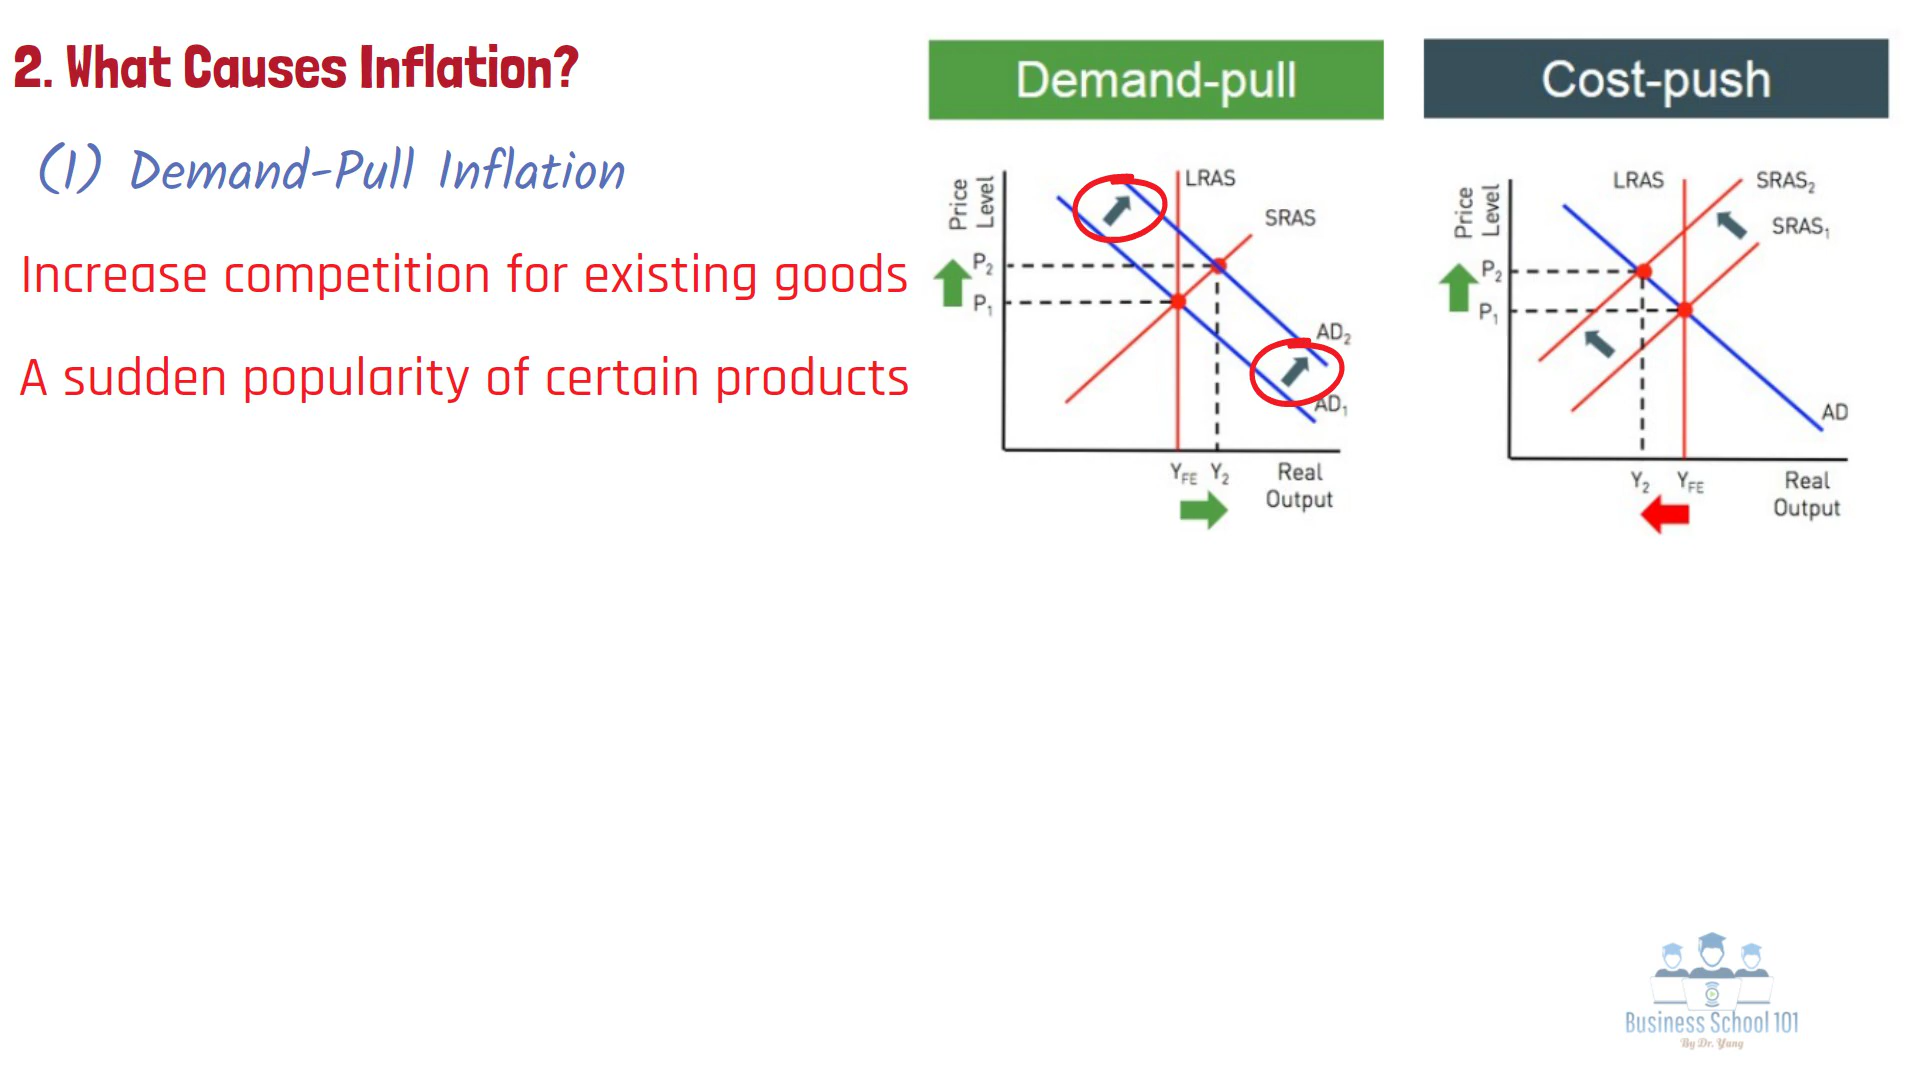 2. What Causes Inflation?
(1) Demand-Pull Inflation
Increase competition for existing goods
A sudden popularity of certain products
Demand-pull
Price Level
LRAS
SRAS
P₂
P₁
AD₂
AD₁
Y_FE Y₂
Real
Output
Cost-push
Price Level
LRAS
SRAS₂
SRAS₁
P₂
P₁
AD
Y₂ Y_FE
Real
Output
Business School 101
By Dr. Yang